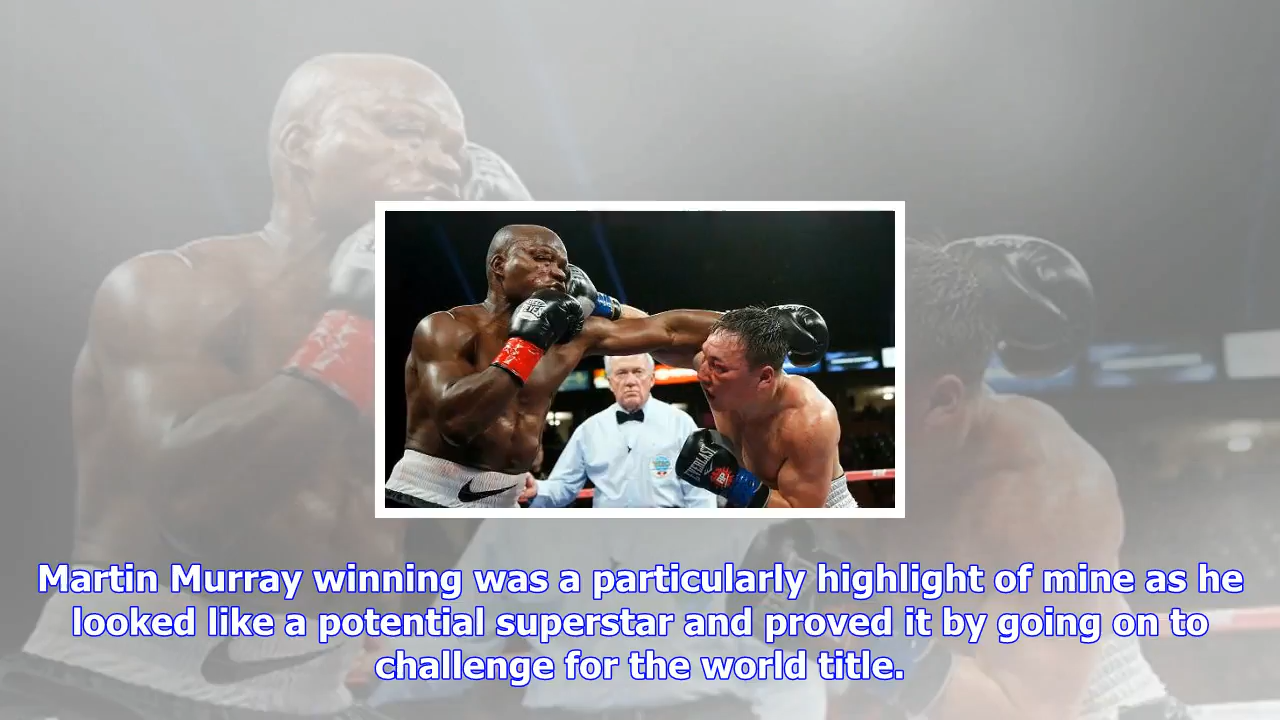 EVERLAST
Martin Murray winning was a particularly highlight of mine as he
looked like a potential superstar and proved it by going on to
challenge for the world title.